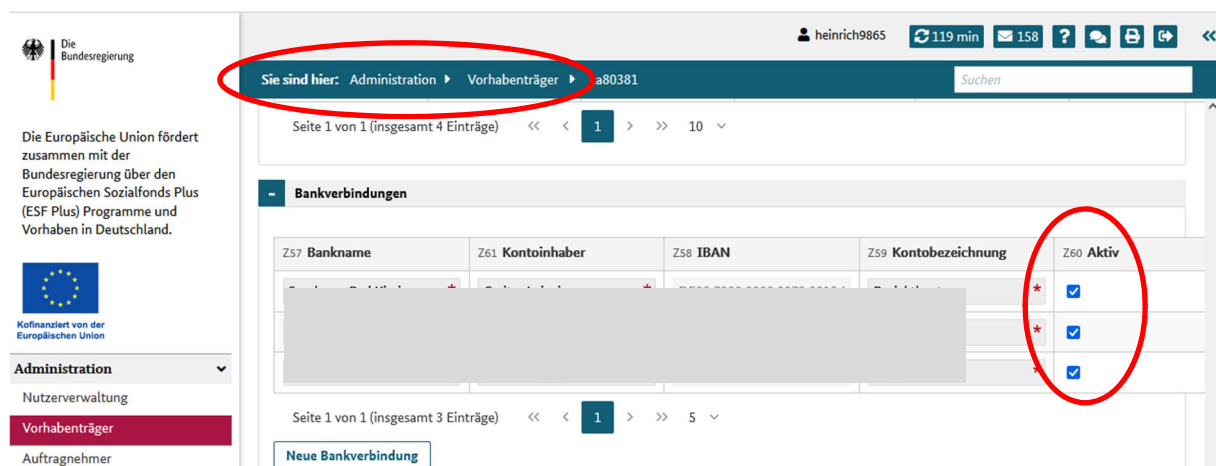 Die
Bundesregierung
heinrich9865 119 min 158 ?
Sie sind hier: Administration Vorhabenträger a80381
Suchen
Seite 1 von 1 (insgesamt 4 Einträge) << < 1 > >> 10
Die Europäische Union fördert
zusammen mit der
Bundesregierung über den
Europäischen Sozialfonds Plus
(ESF Plus) Programme und
Vorhaben in Deutschland.
Kofinanziert von der
Europäischen Union
Administration
Nutzerverwaltung
Vorhabenträger
Auftragnehmer
- Bankverbindungen
Z57 Bankname Z61 Kontoinhaber Z58 IBAN Z59 Kontobezeichnung Z60 Aktiv
*
*
*
Seite 1 von 1 (insgesamt 3 Einträge) << < 1 > >> 5
Neue Bankverbindung